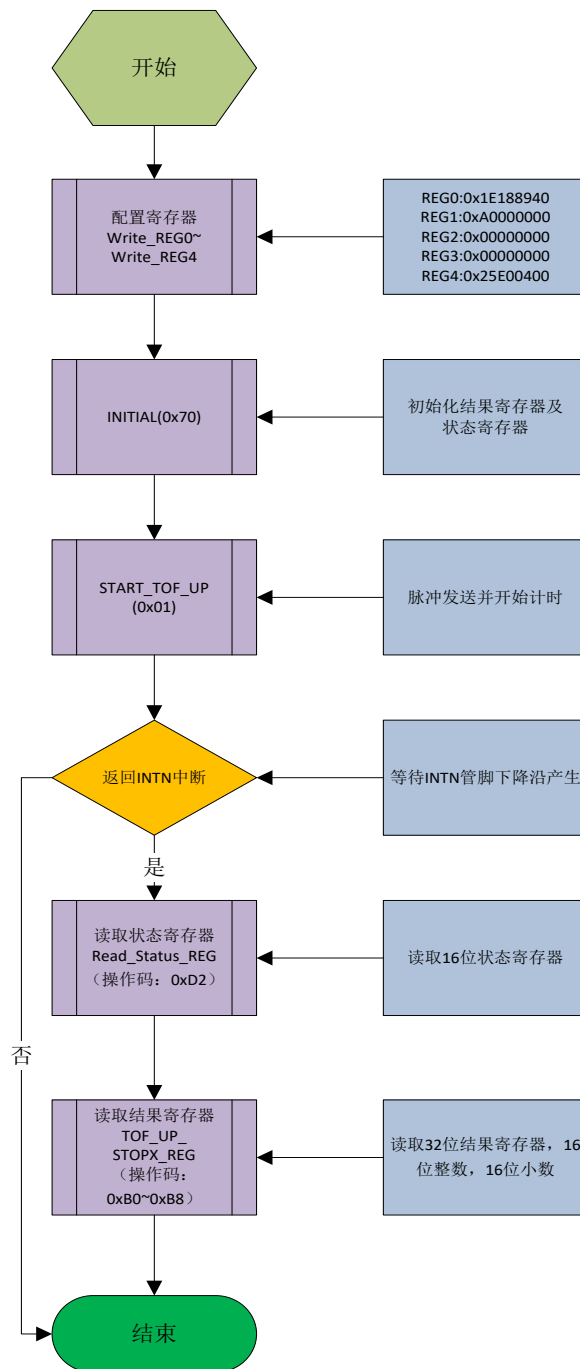 开始
配置寄存器
Write_REG0~
Write_REG4
REG0:0x1E188940
REG1:0xA0000000
REG2:0x00000000
REG3:0x00000000
REG4:0x25E00400
INITIAL(0x70)
初始化结果寄存器及
状态寄存器
START_TOF_UP
(0x01)
脉冲发送并开始计时
返回INTN中断
等待INTN管脚下降沿产生
是
读取状态寄存器
Read_Status_REG
（操作码：0xD2）
读取16位状态寄存器
否
读取结果寄存器
TOF_UP_
STOPX_REG
（操作码：
0xB0~0xB8）
读取32位结果寄存器，16
位整数，16位小数
结束